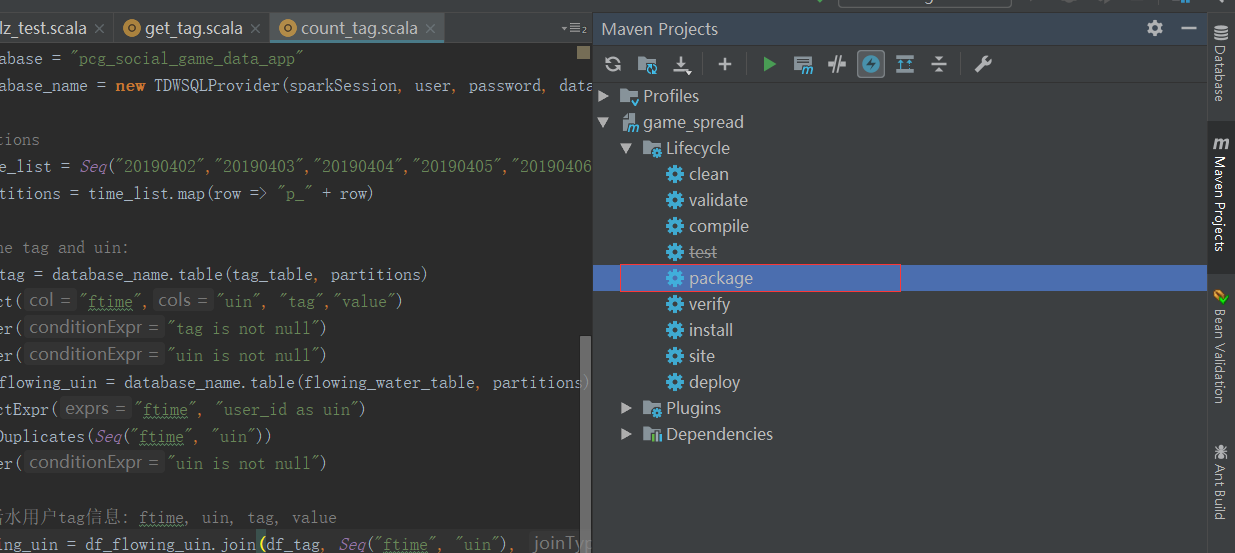 lz_test.scala × get_tag.scala × count_tag.scala ×
abase = "pcg_social_game_data_app"
abase_name = new TDWSQLProvider(sparkSession, user, password, data
tions
e_list = Seq("20190402","20190403","20190404","20190405","20190406
titions = time_list.map(row => "p_" + row)
ne tag and uin:
tag = database_name.table(tag_table, partitions)
ct( col = "ftime", cols = "uin", "tag","value")
er( conditionExpr = "tag is not null")
er( conditionExpr = "uin is not null")
flowing_uin = database_name.table(flowing_water_table, partitions)
ctExpr( exprs = "ftime", "user_id as uin")
Duplicates(Seq("ftime", "uin"))
er( conditionExpr = "uin is not null")
水用户tag信息: ftime, uin, tag, value
ing_uin = df_flowing_uin.join(df_tag, Seq("ftime", "uin"), joinTyp
Maven Projects
Profiles
game_spread
Lifecycle
clean
validate
compile
test
package
verify
install
site
deploy
Plugins
Dependencies
Database
Maven Projects
Bean Validation
Ant Build